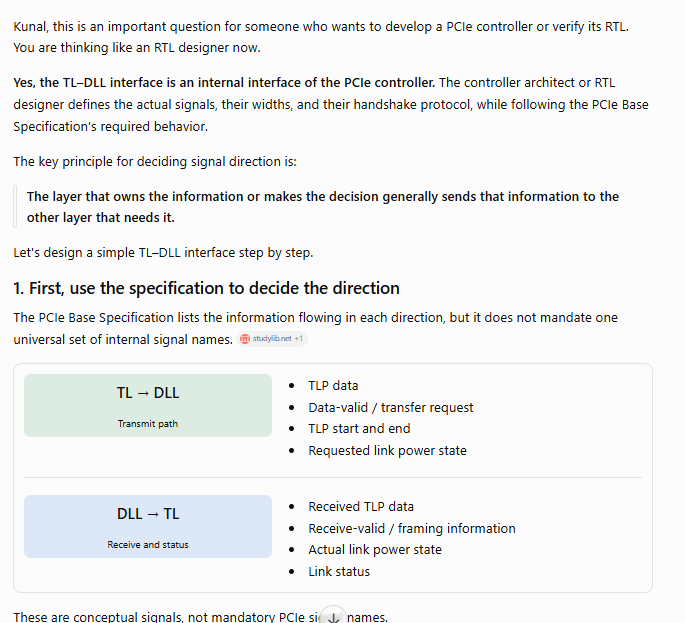 Kunal, this is an important question for someone who wants to develop a PCIe controller or verify its RTL.
You are thinking like an RTL designer now.
Yes, the TL–DLL interface is an internal interface of the PCIe controller. The controller architect or RTL
designer defines the actual signals, their widths, and their handshake protocol, while following the PCIe Base
Specification's required behavior.
The key principle for deciding signal direction is:
The layer that owns the information or makes the decision generally sends that information to the
other layer that needs it.
Let's design a simple TL–DLL interface step by step.
1. First, use the specification to decide the direction
The PCIe Base Specification lists the information flowing in each direction, but it does not mandate one
universal set of internal signal names. studylib.net +1
TL → DLL
Transmit path
• TLP data
• Data-valid / transfer request
• TLP start and end
• Requested link power state
DLL → TL
Receive and status
• Received TLP data
• Receive-valid / framing information
• Actual link power state
• Link status
These are conceptual signals, not mandatory PCIe names.